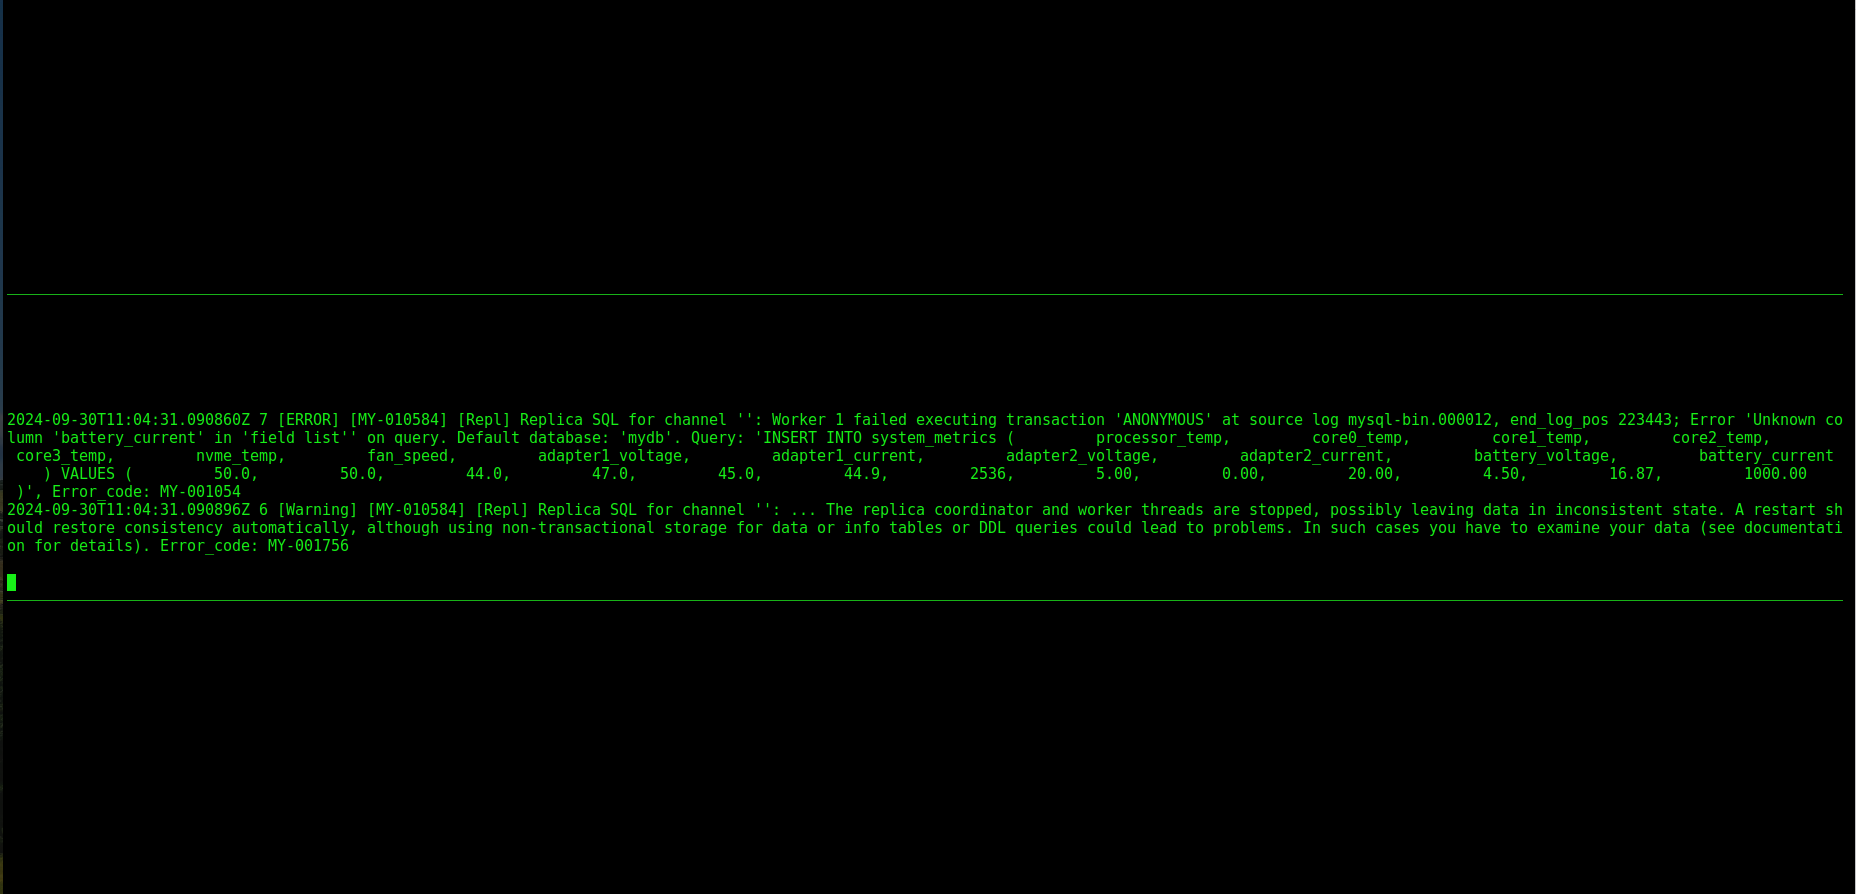 2024-09-30T11:04:31.090860Z 7 [ERROR] [MY-010584] [Repl] Replica SQL for channel '': Worker 1 failed executing transaction 'ANONYMOUS' at source log mysql-bin.000012, end_log_pos 223443; Error 'Unknown co
lumn 'battery_current' in 'field list'' on query. Default database: 'mydb'. Query: 'INSERT INTO system_metrics (         processor_temp,         core0_temp,         core1_temp,         core2_temp,
 core3_temp,         nvme_temp,         fan_speed,         adapter1_voltage,         adapter1_current,         adapter2_voltage,         adapter2_current,         battery_voltage,         battery_current
    ) VALUES (         50.0,         50.0,         44.0,         47.0,         45.0,         44.9,         2536,         5.00,         0.00,         20.00,         4.50,         16.87,         1000.00
 )', Error_code: MY-001054
2024-09-30T11:04:31.090896Z 6 [Warning] [MY-010584] [Repl] Replica SQL for channel '': ... The replica coordinator and worker threads are stopped, possibly leaving data in inconsistent state. A restart sh
ould restore consistency automatically, although using non-transactional storage for data or info tables or DDL queries could lead to problems. In such cases you have to examine your data (see documentati
on for details). Error_code: MY-001756